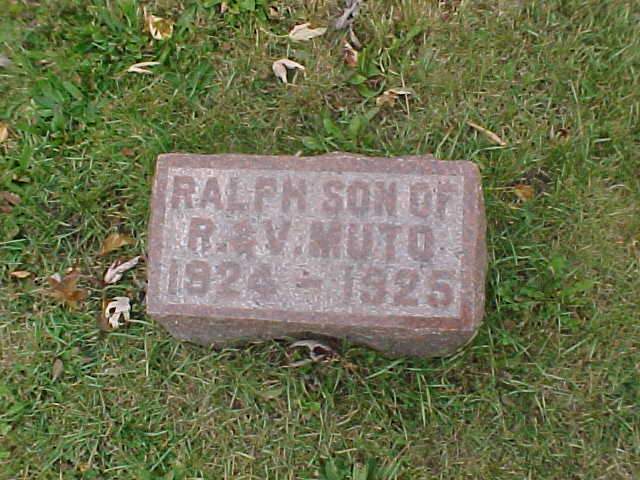 RALPH SON OF
R. & V. MUTO
1924 - 1925